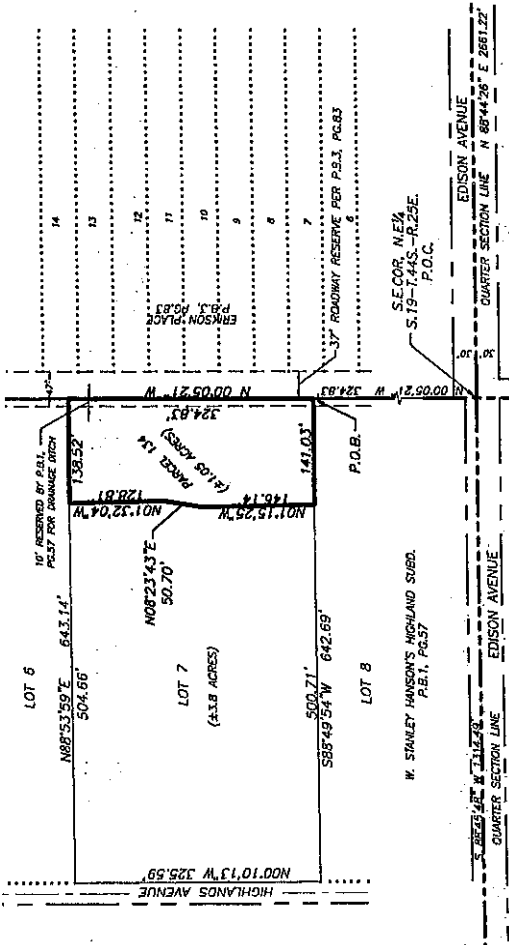 14
13
12
11
10
9
8
7
6
ERIKSON PLACE
P.B.3, PG.83
37' ROADWAY RESERVE PER P.B.3, PG.83
10' RESERVED BY P.B.1,
PG.57 FOR DRAINAGE DITCH
47'
N 00°05'21" W
324.83'
138.52'
PARCEL 134
(±1.05 ACRES)
128.81'
N01°32'04"W
N08°23'43"E
50.70'
N01°15'25"W
146.14'
141.03'
P.O.B.
LOT 6
N88°53'59"E 643.14'
504.66'
LOT 7
(±3.8 ACRES)
500.71'
S88°49'54"W 642.69'
LOT 8
N00°10'13"W 325.59'
HIGHLANDS AVENUE
W. STANLEY HANSON'S HIGHLAND SUBD.
P.B.1, PG.57
N 00°05'21" W 324.83'
S.E.COR, N.E.¼
S.19-T.44S.-R.25E.
P.O.C.
30'
30'
EDISON AVENUE
QUARTER SECTION LINE N 88°44'26" E 2661.22'
S 88°45'48" W 1314.49'
QUARTER SECTION LINE
EDISON AVENUE